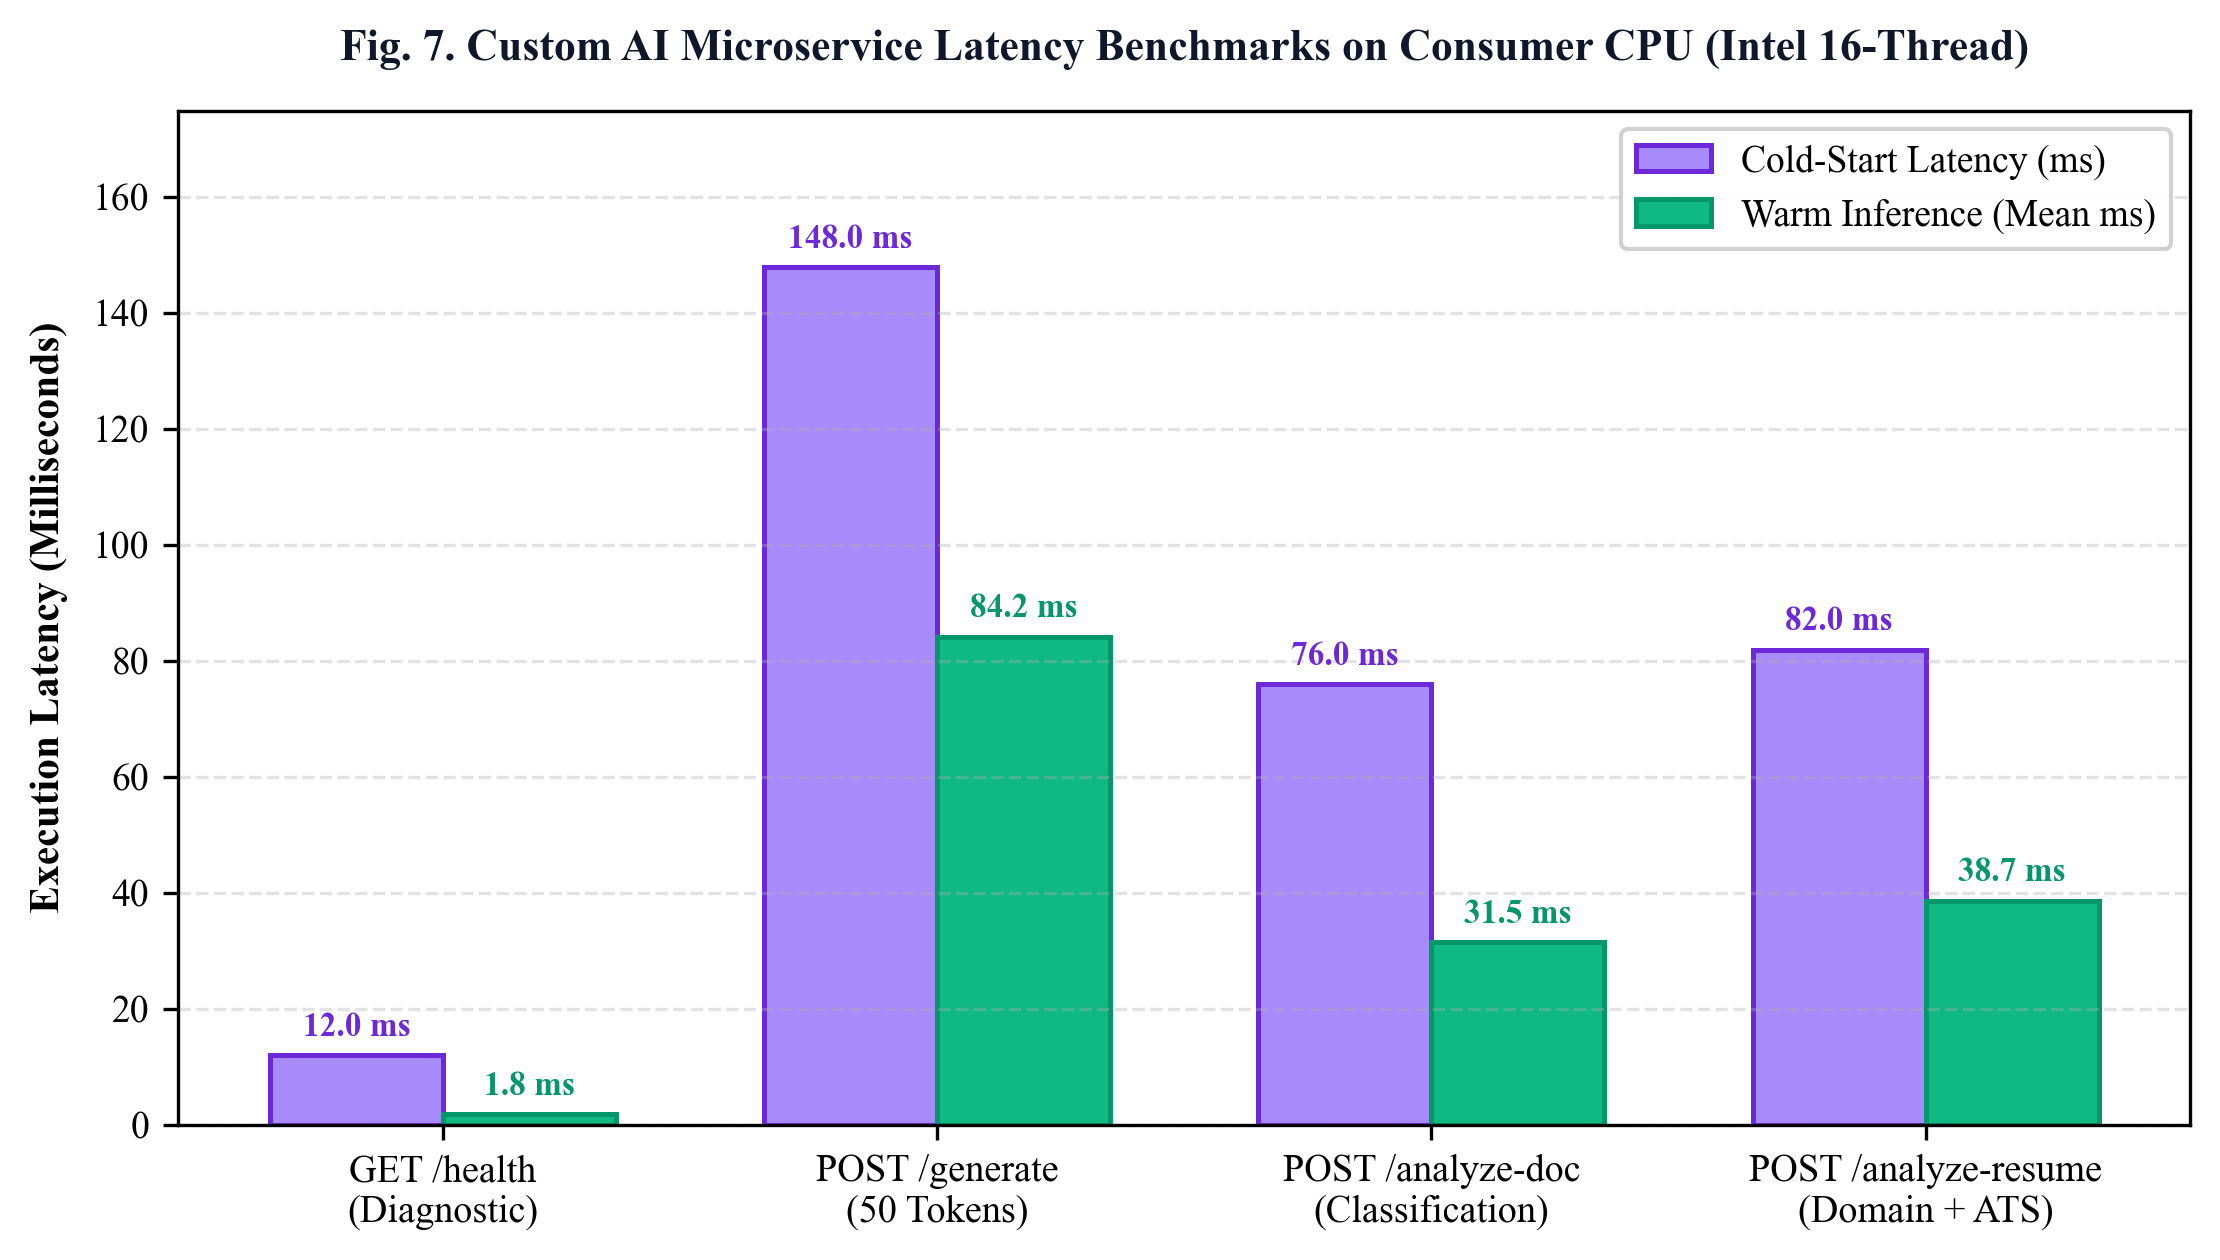 Fig. 7. Custom AI Microservice Latency Benchmarks on Consumer CPU (Intel 16-Thread)
Cold-Start Latency (ms)
Warm Inference (Mean ms)
Execution Latency (Milliseconds)
160
140
120
100
80
60
40
20
0
12.0 ms
1.8 ms
148.0 ms
84.2 ms
76.0 ms
31.5 ms
82.0 ms
38.7 ms
GET /health
(Diagnostic)
POST /generate
(50 Tokens)
POST /analyze-doc
(Classification)
POST /analyze-resume
(Domain + ATS)